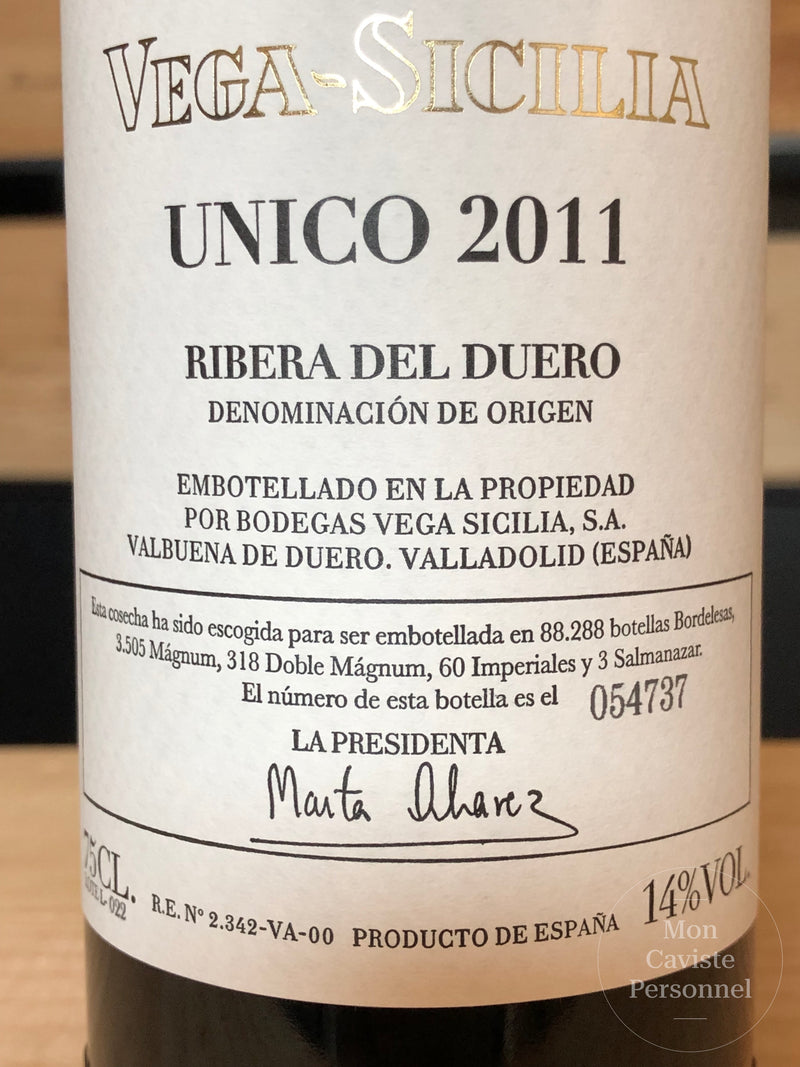 VEGA-SICILIA
UNICO 2011
RIBERA DEL DUERO
DENOMINACIÓN DE ORIGEN
EMBOTELLADO EN LA PROPIEDAD
POR BODEGAS VEGA SICILIA, S.A.
VALBUENA DE DUERO. VALLADOLID (ESPAÑA)
Esta cosecha ha sido escogida para ser embotellada en 88.288 botellas Bordelesas,
3.505 Mágnum, 318 Doble Mágnum, 60 Imperiales y 3 Salmanazar.
El número de esta botella es el 054737
LA PRESIDENTA
Marta Alvarez
75CL.
LOTE L-022
R.E. Nº 2.342-VA-00 PRODUCTO DE ESPAÑA
14%VOL.
Mon
Caviste
Personnel